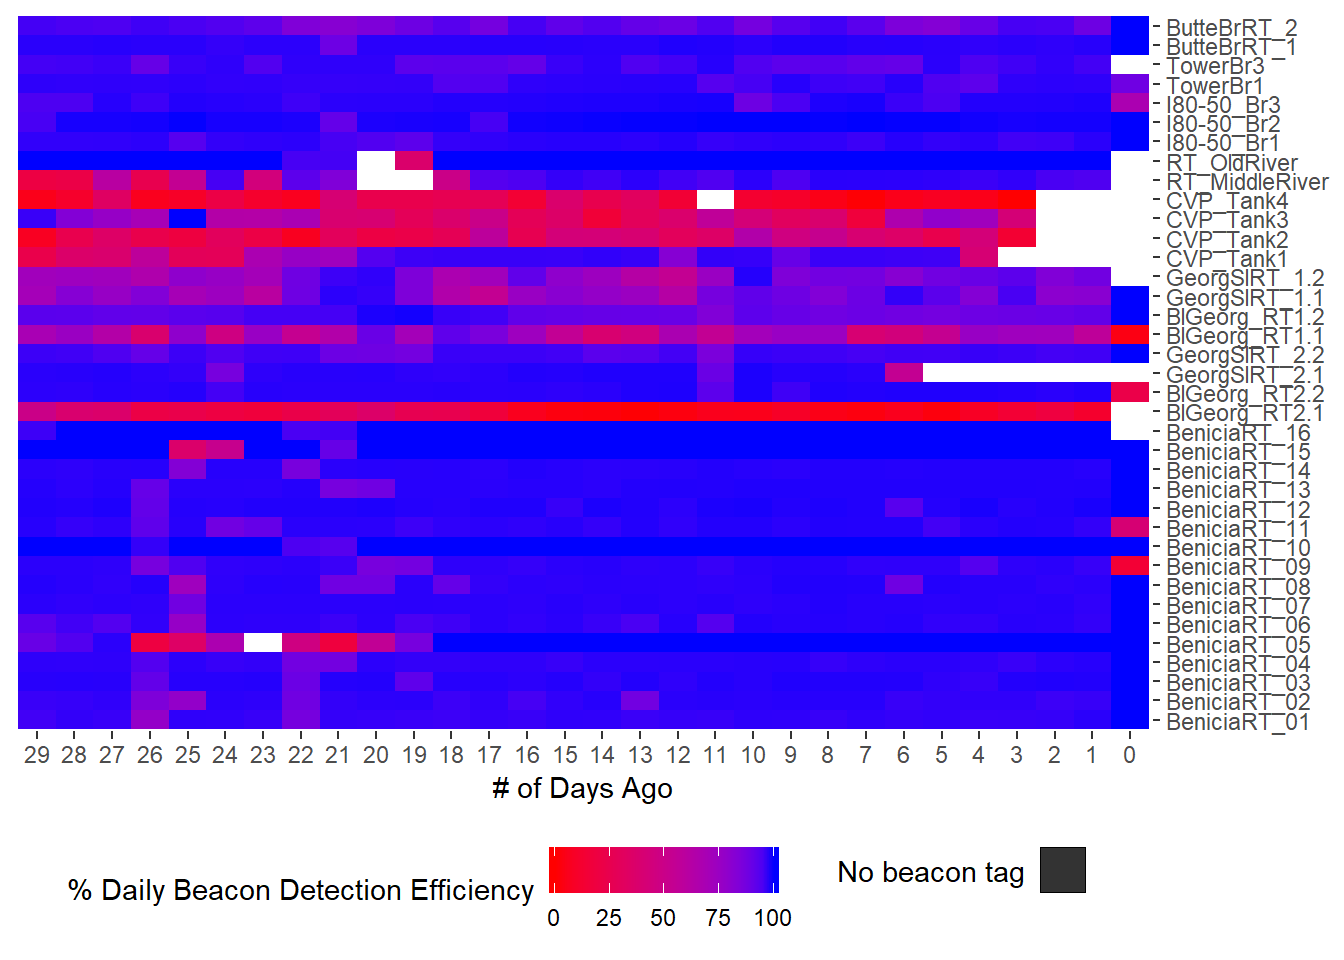 ButteBrRT_2
ButteBrRT_1
TowerBr3
TowerBr1
I80-50_Br3
I80-50_Br2
I80-50_Br1
RT_OldRiver
RT_MiddleRiver
CVP_Tank4
CVP_Tank3
CVP_Tank2
CVP_Tank1
GeorgSlRT_1.2
GeorgSlRT_1.1
BlGeorg_RT1.2
BlGeorg_RT1.1
GeorgSlRT_2.2
GeorgSlRT_2.1
BlGeorg_RT2.2
BlGeorg_RT2.1
BeniciaRT_16
BeniciaRT_15
BeniciaRT_14
BeniciaRT_13
BeniciaRT_12
BeniciaRT_11
BeniciaRT_10
BeniciaRT_09
BeniciaRT_08
BeniciaRT_07
BeniciaRT_06
BeniciaRT_05
BeniciaRT_04
BeniciaRT_03
BeniciaRT_02
BeniciaRT_01
29 28 27 26 25 24 23 22 21 20 19 18 17 16 15 14 13 12 11 10 9 8 7 6 5 4 3 2 1 0
# of Days Ago
% Daily Beacon Detection Efficiency
0 25 50 75 100
No beacon tag